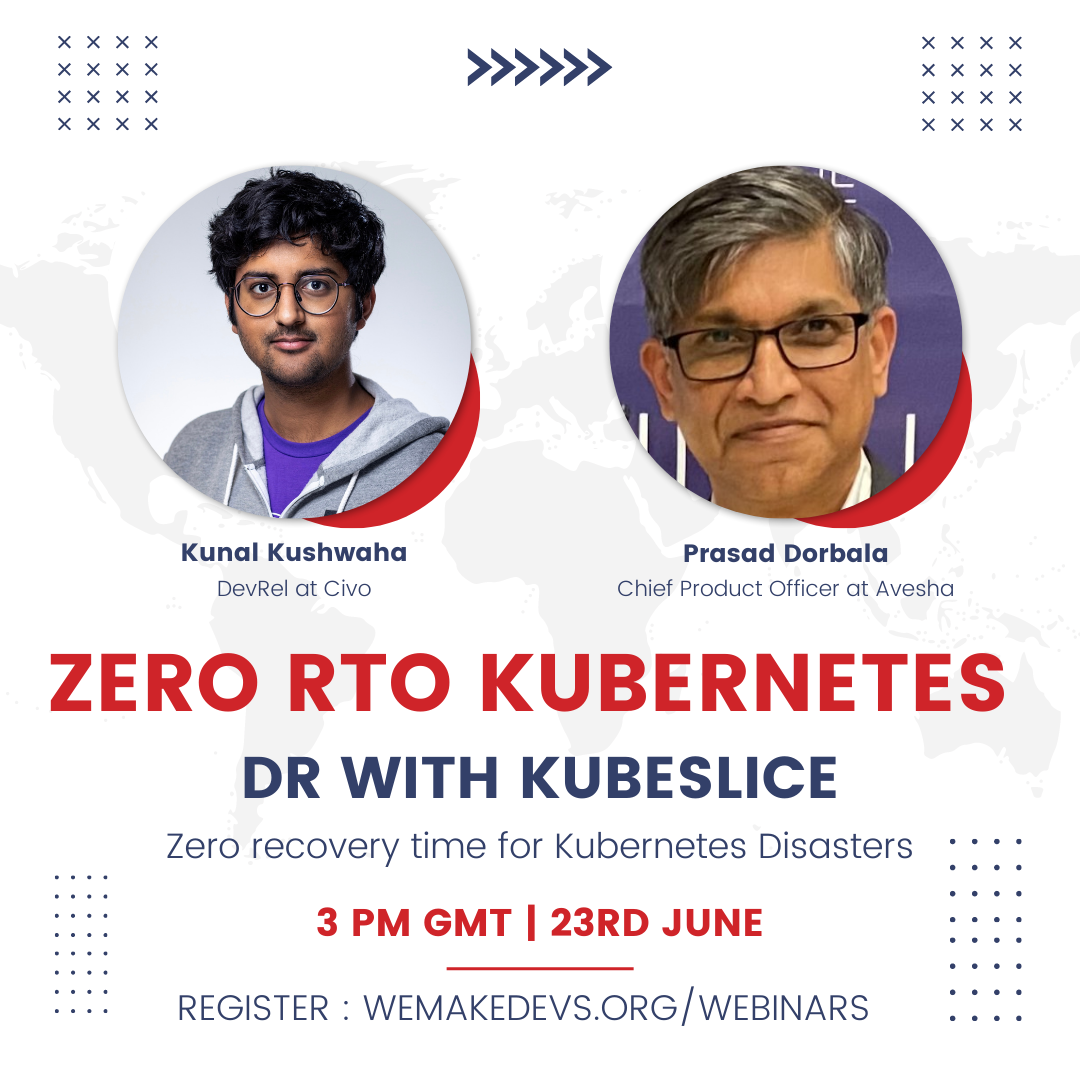 Kunal Kushwaha
DevRel at Civo
Prasad Dorbala
Chief Product Officer at Avesha
ZERO RTO KUBERNETES
DR WITH KUBESLICE
Zero recovery time for Kubernetes Disasters
3 PM GMT | 23RD JUNE
REGISTER : WEMAKEDEVS.ORG/WEBINARS